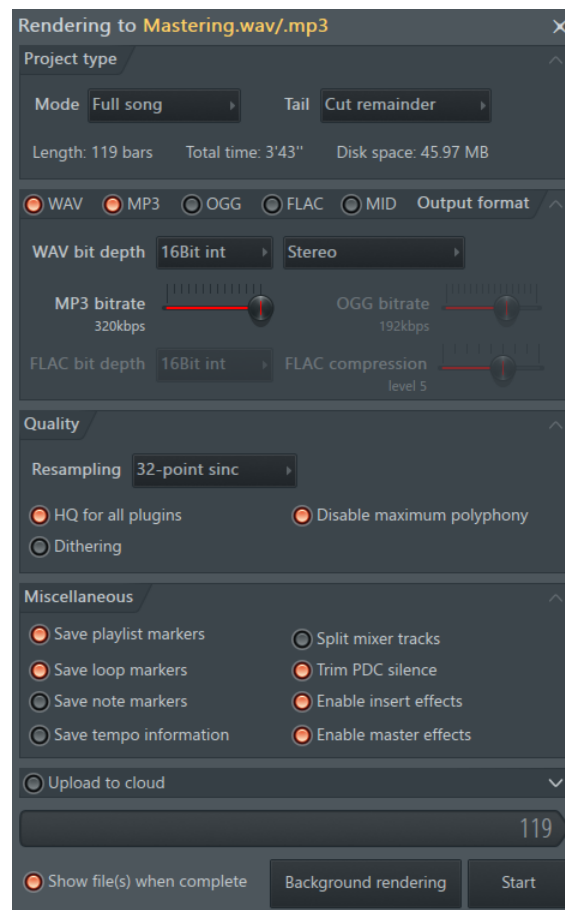 Rendering to Mastering.wav/.mp3
Project type
Mode Full song Tail Cut remainder
Length: 119 bars Total time: 3'43'' Disk space: 45.97 MB
WAV MP3 OGG FLAC MID Output format
WAV bit depth 16Bit int Stereo
MP3 bitrate OGG bitrate
320kbps 192kbps
FLAC bit depth 16Bit int FLAC compression
level 5
Quality
Resampling 32-point sinc
HQ for all plugins Disable maximum polyphony
Dithering
Miscellaneous
Save playlist markers Split mixer tracks
Save loop markers Trim PDC silence
Save note markers Enable insert effects
Save tempo information Enable master effects
Upload to cloud
119
Show file(s) when complete Background rendering Start